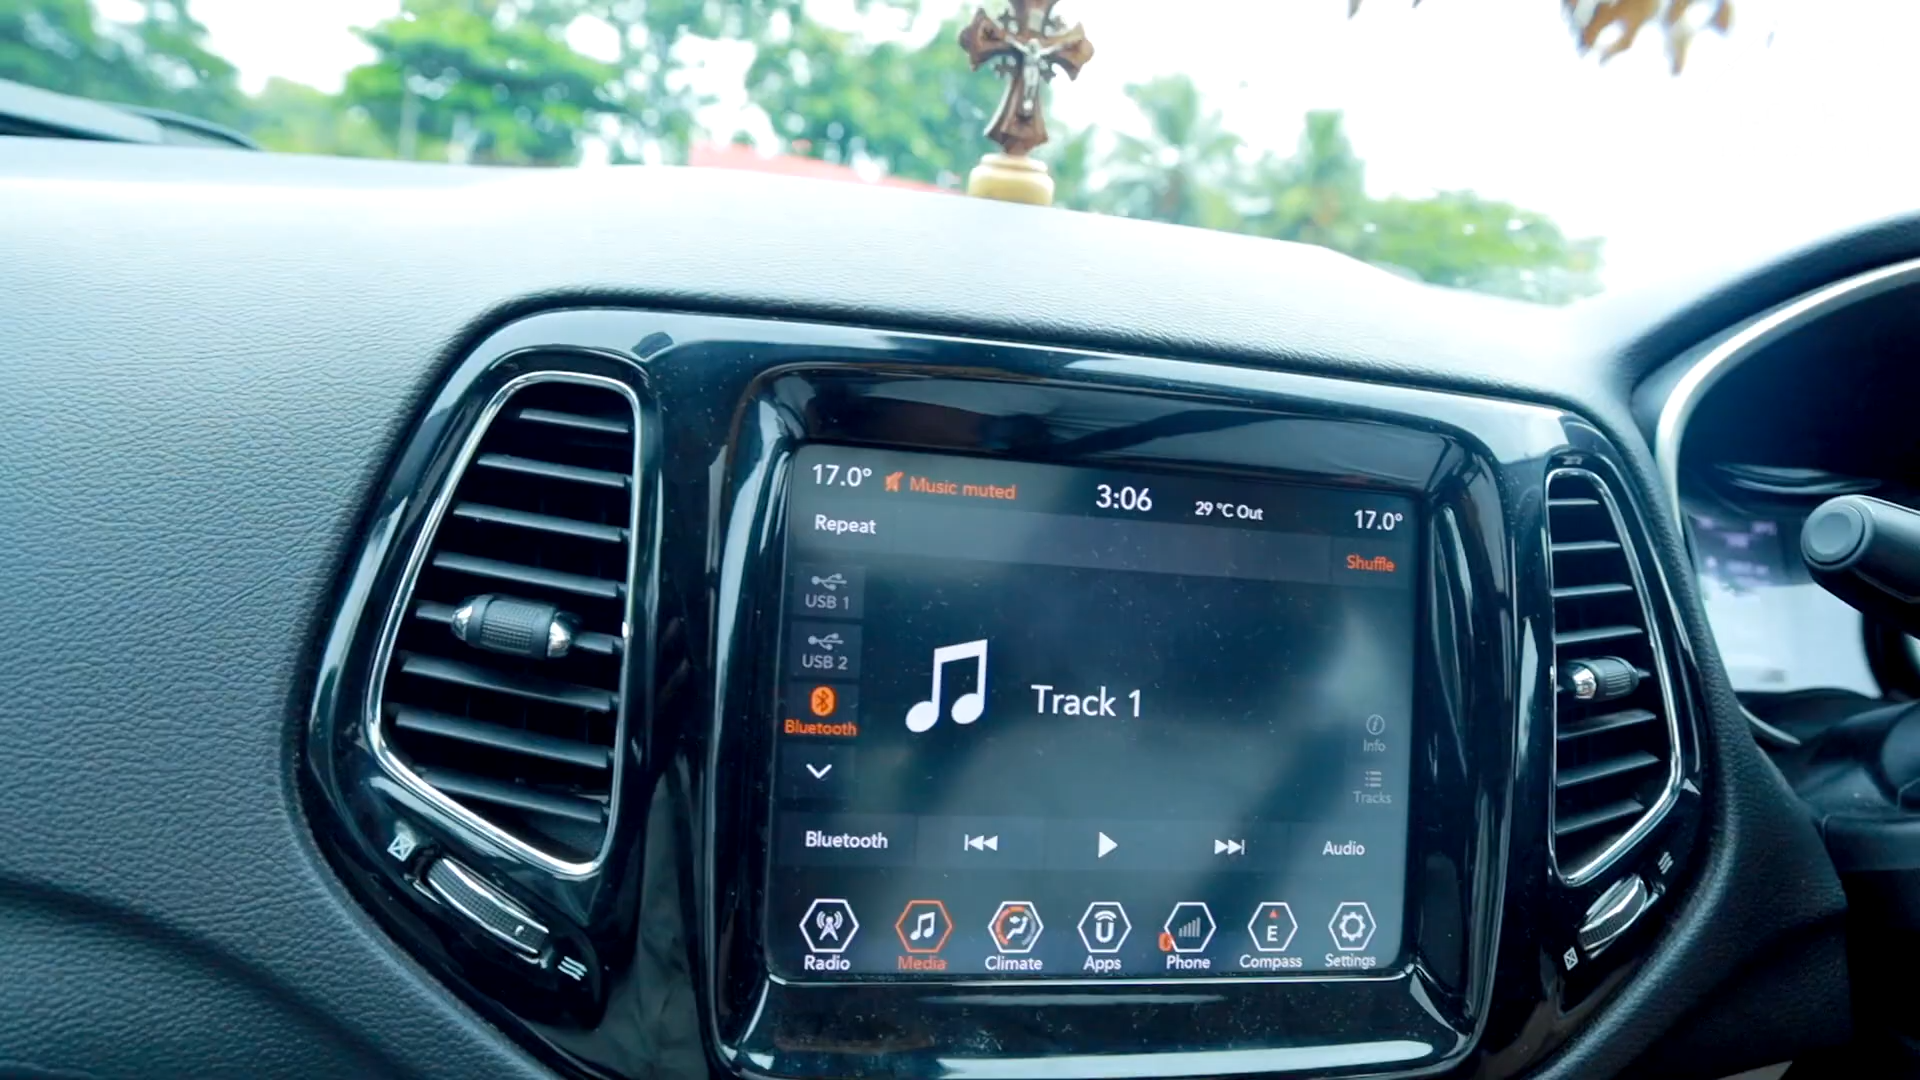 17.0° Music muted 3:06 29 °C Out 17.0°
Repeat
Shuffle
USB 1
USB 2
Bluetooth
Track 1
Info
Tracks
Bluetooth
Audio
E
Radio Media Climate Apps Phone Compass Settings